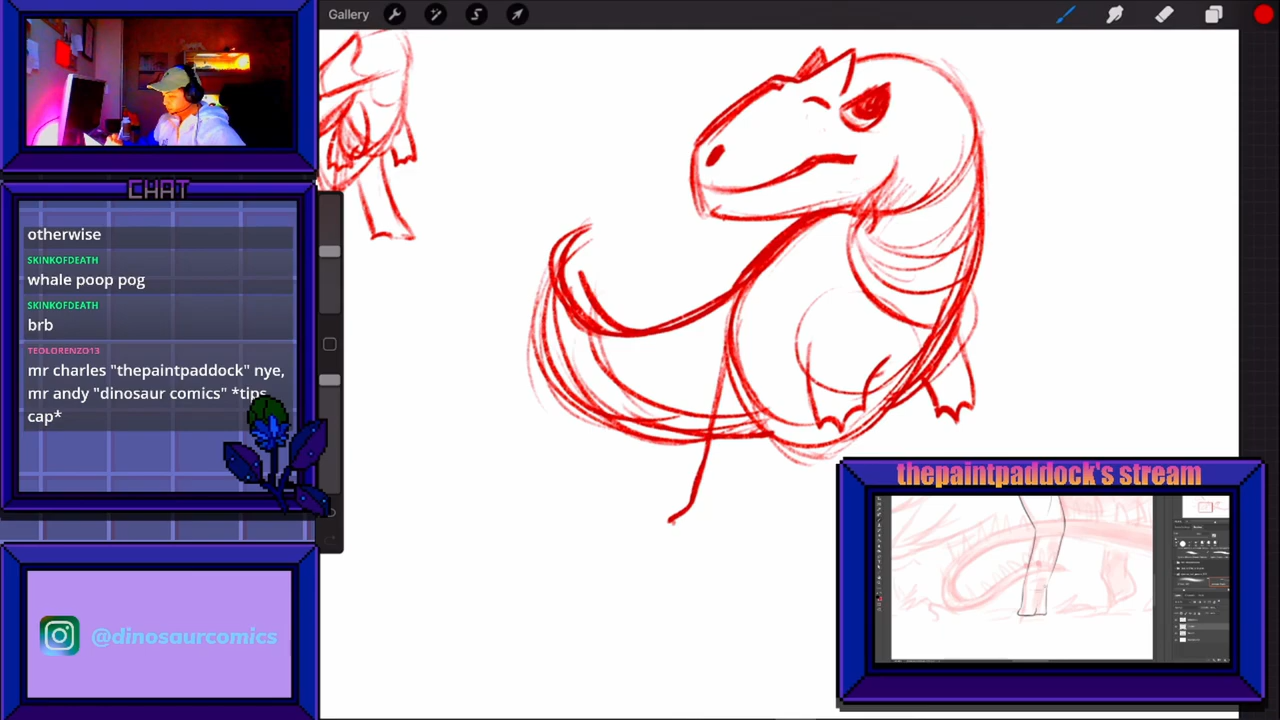 Gallery
CHAT
otherwise
SKINKOFDEATH
whale poop pog
SKINKOFDEATH
brb
TEOLORENZO13
mr charles "thepaintpaddock" nye,
mr andy "dinosaur comics" *tips
cap*
@dinosaurcomics
thepaintpaddock's stream